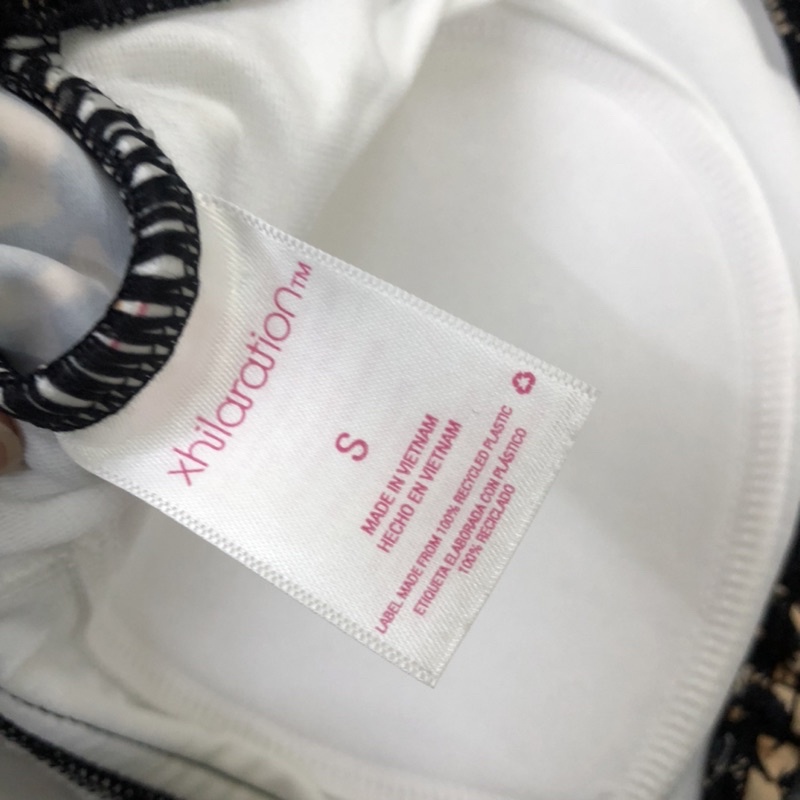 xhilaration™
S
MADE IN VIETNAM
HECHO EN VIETNAM
LABEL MADE FROM 100% RECYCLED PLASTIC
ETIQUETA ELABORADA CON PLÁSTICO
100% RECICLADO